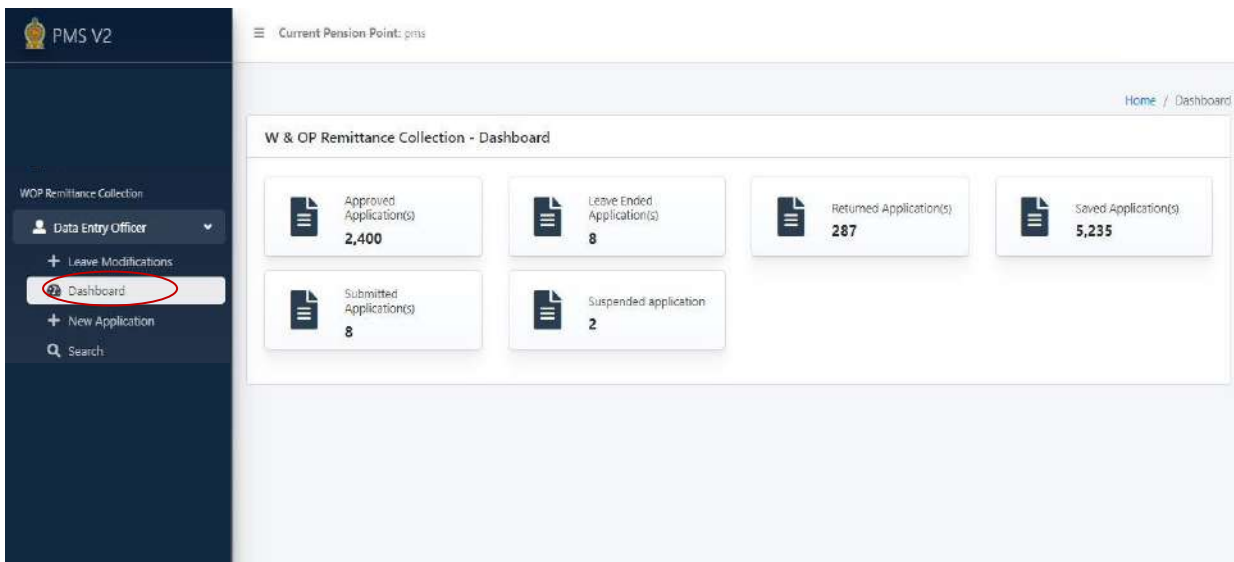 PMS V2
Current Pension Point: pms
Home / Dashboard
W & OP Remittance Collection - Dashboard
WOP Remittance Collection
Data Entry Officer
Leave Modifications
Dashboard
New Application
Search
Approved
Application(s)
2,400
Leave Ended
Application(s)
8
Returned Application(s)
287
Saved Application(s)
5,235
Submitted
Application(s)
8
Suspended application
2